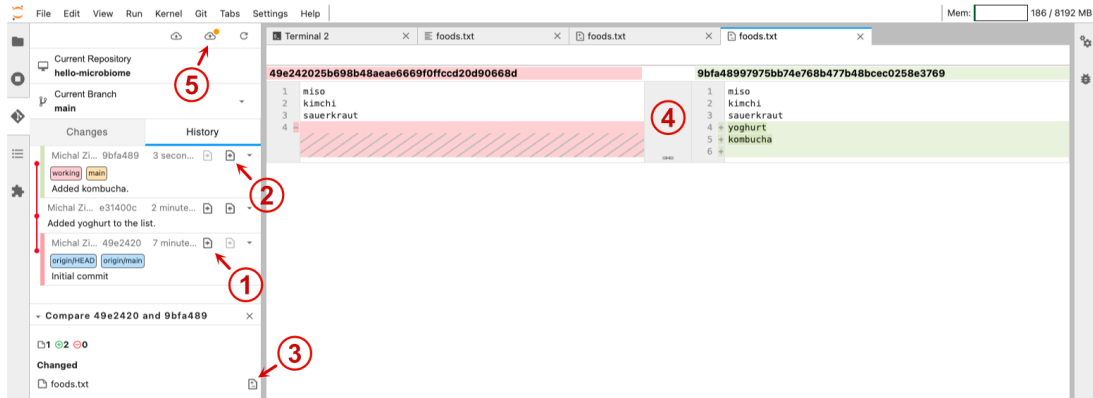 File Edit View Run Kernel Git Tabs Settings Help Mem: 186 / 8192 MB
5
Current Repository
hello-microbiome
Current Branch
main
Changes History
Michal Zi... 9bfa489 3 secon...
working main
Added kombucha.
2
Michal Zi... e31400c 2 minute...
Added yoghurt to the list.
Michal Zi... 49e2420 7 minute...
origin/HEAD origin/main
Initial commit
1
Compare 49e2420 and 9bfa489
1 2 0
Changed
3
foods.txt
Terminal 2 foods.txt foods.txt foods.txt
49e242025b698b48aeae6669f0ffccd20d90668d 9bfa48997975bb74e768b477b48bcec0258e3769
1 miso 1 miso
2 kimchi 2 kimchi
3 sauerkraut 3 sauerkraut
4 - 4 + yoghurt
5 + kombucha
6 +
4